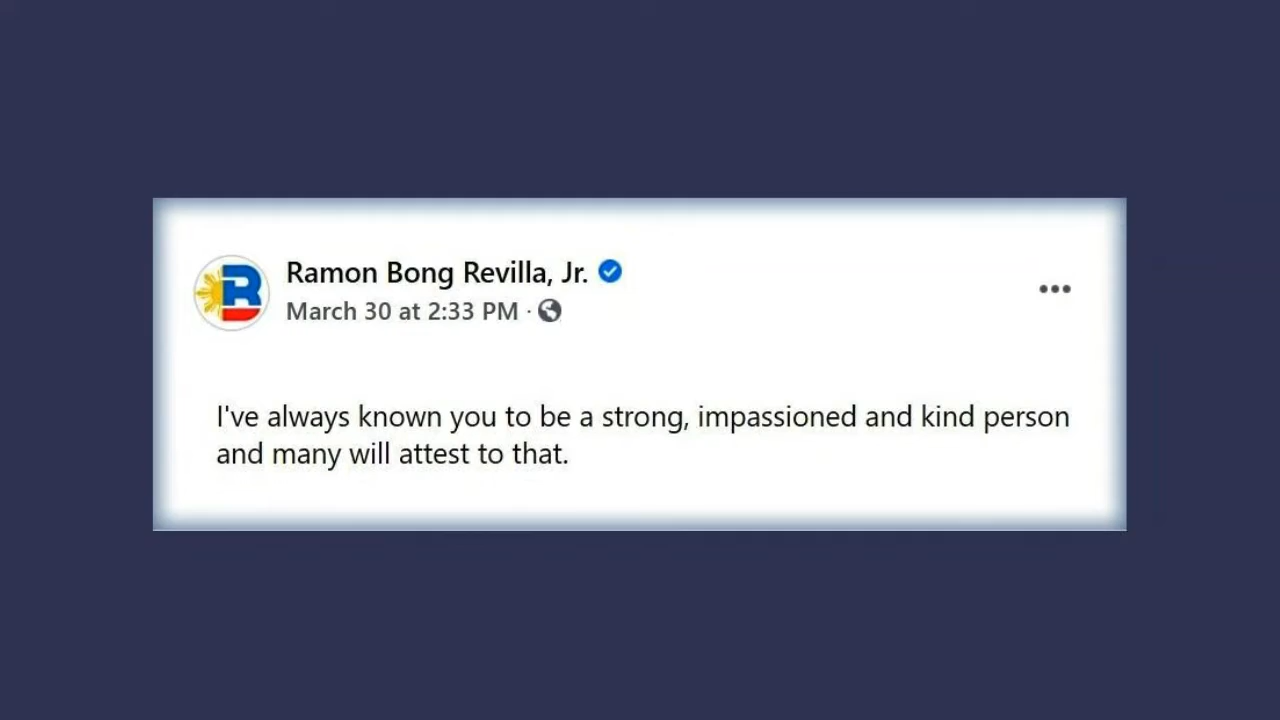 Ramon Bong Revilla, Jr.
March 30 at 2:33 PM ·
I've always known you to be a strong, impassioned and kind person
and many will attest to that.